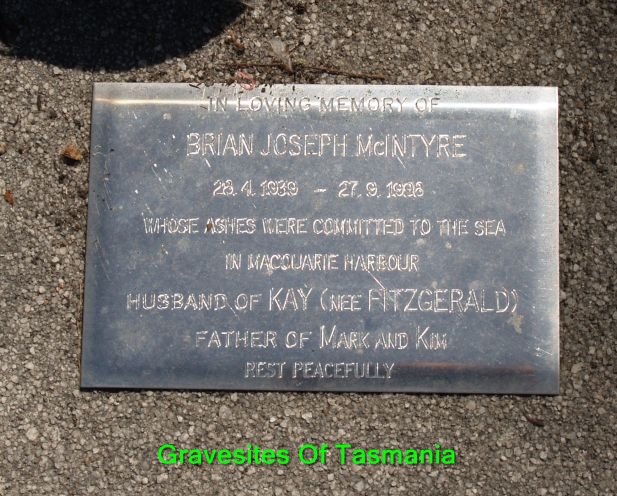 IN LOVING MEMORY OF
BRIAN JOSEPH McINTYRE
28. 4. 1939 – 27. 9. 1996
WHOSE ASHES WERE COMMITTED TO THE SEA
IN MACQUARIE HARBOUR
HUSBAND OF KAY (NEE FITZGERALD)
FATHER OF MARK AND KIM
REST PEACEFULLY
Gravesites Of Tasmania